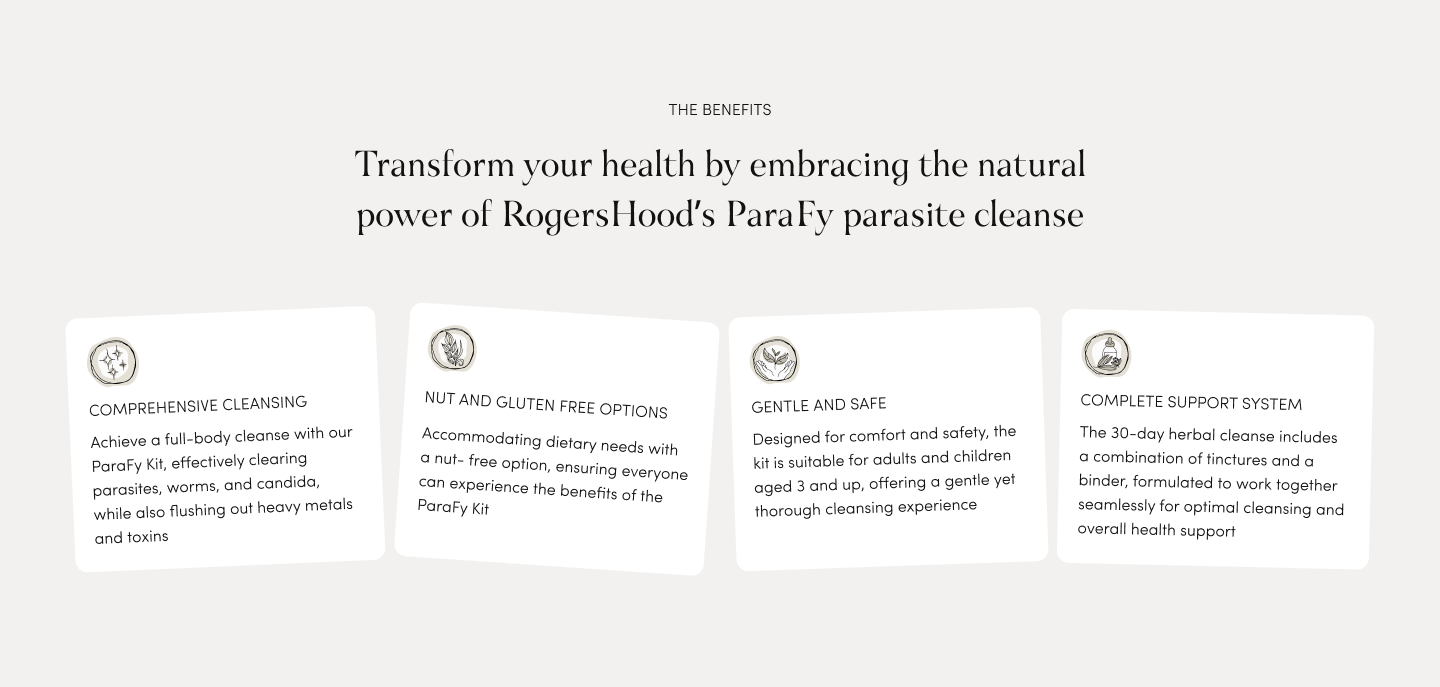 THE BENEFITS
Transform your health by embracing the natural
power of RogersHood's ParaFy parasite cleanse
COMPREHENSIVE CLEANSING
Achieve a full-body cleanse with our
ParaFy Kit, effectively clearing
parasites, worms, and candida,
while also flushing out heavy metals
and toxins
NUT AND GLUTEN FREE OPTIONS
Accommodating dietary needs with
a nut- free option, ensuring everyone
can experience the benefits of the
ParaFy Kit
GENTLE AND SAFE
Designed for comfort and safety, the
kit is suitable for adults and children
aged 3 and up, offering a gentle yet
thorough cleansing experience
COMPLETE SUPPORT SYSTEM
The 30-day herbal cleanse includes
a combination of tinctures and a
binder, formulated to work together
seamlessly for optimal cleansing and
overall health support